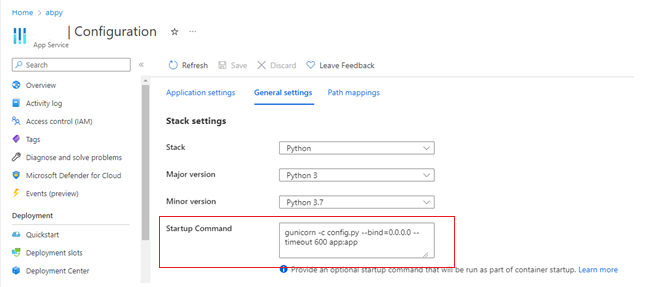 Home > abpy
| Configuration
App Service
Search
Refresh Save Discard Leave Feedback
Overview
Activity log
Access control (IAM)
Tags
Diagnose and solve problems
Microsoft Defender for Cloud
Events (preview)
Deployment
Quickstart
Deployment slots
Deployment Center
Application settings General settings Path mappings
Stack settings
Stack Python
Major version Python 3
Minor version Python 3.7
Startup Command gunicorn -c config.py --bind=0.0.0.0 --
timeout 600 app:app
Provide an optional startup command that will be run as part of container startup. Learn more